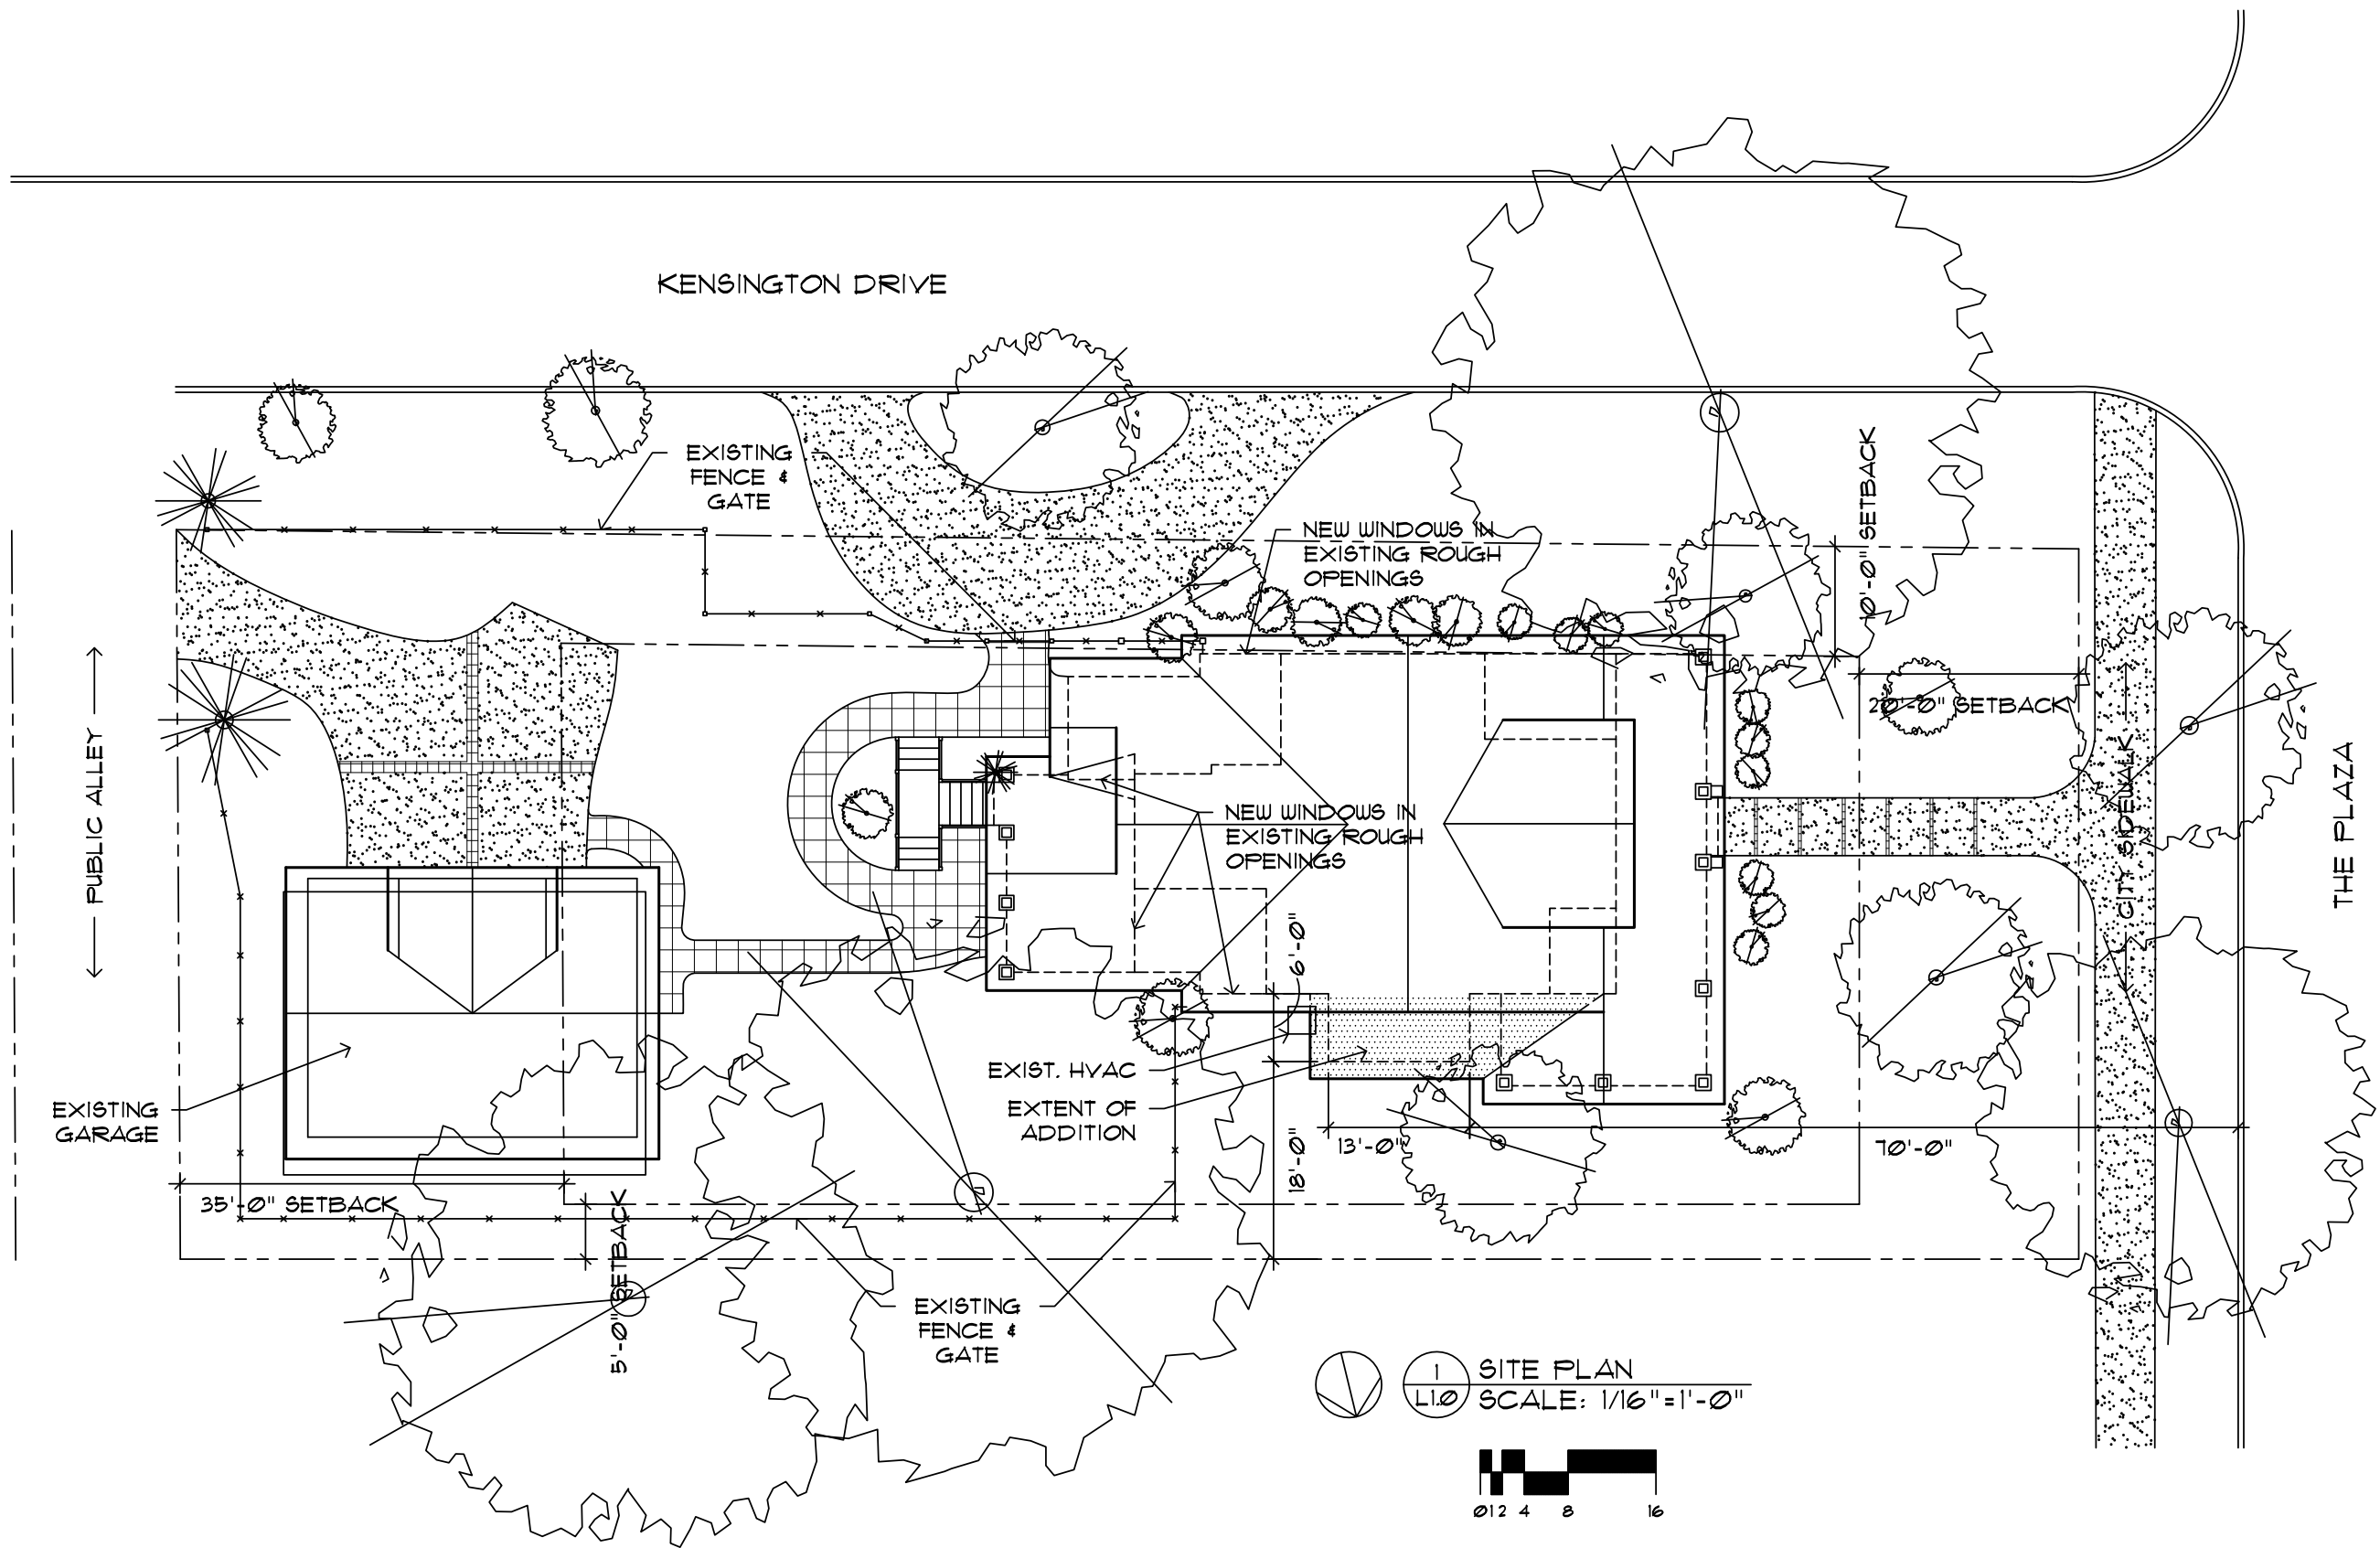 KENSINGTON DRIVE
EXISTING
FENCE &
GATE
NEW WINDOWS IN
EXISTING ROUGH
OPENINGS
10'-0" SETBACK
20'-0" SETBACK
PUBLIC ALLEY
CITY SIDEWALK
THE PLAZA
NEW WINDOWS IN
EXISTING ROUGH
OPENINGS
6'-0"
EXIST. HVAC
EXTENT OF
ADDITION
EXISTING
GARAGE
13'-0"
18'-0"
70'-0"
35'-0" SETBACK
5'-0" SETBACK
EXISTING
FENCE &
GATE
1
L1.0
SITE PLAN
SCALE: 1/16"=1'-0"
0 1 2 4 8 16